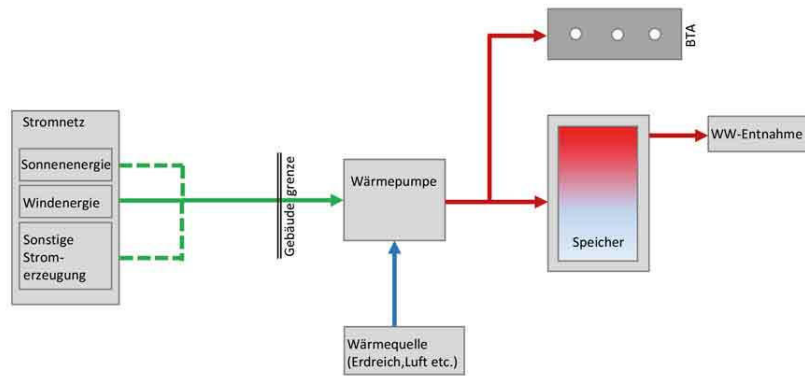 Stromnetz
Sonnenenergie
Windenergie
Sonstige
Strom-
erzeugung
Gebäude grenze
Wärmepumpe
Wärmequelle
(Erdreich,Luft etc.)
BTA
Speicher
WW-Entnahme